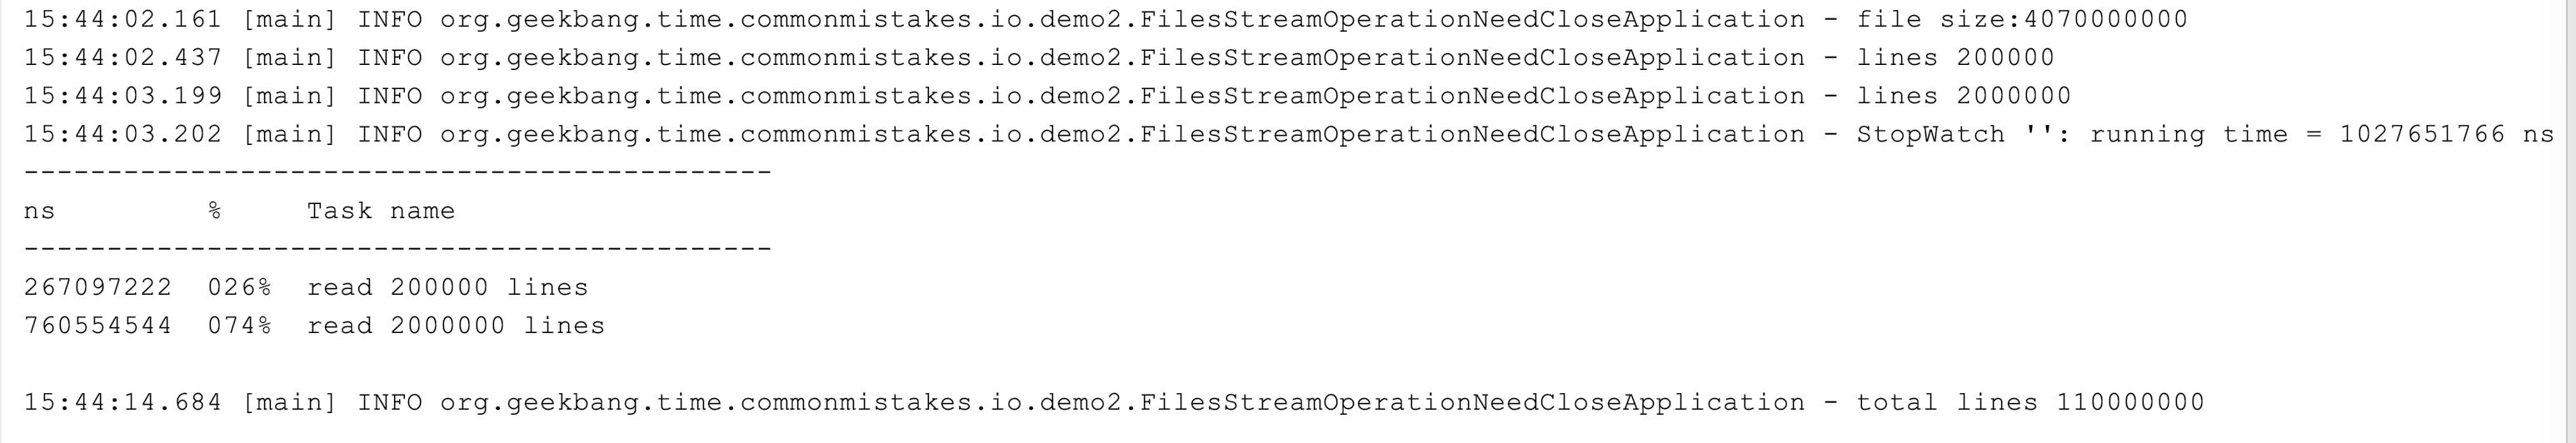 15:44:02.161 [main] INFO org.geekbang.time.commonmistakes.io.demo2.FilesStreamOperationNeedCloseApplication - file size:4070000000
15:44:02.437 [main] INFO org.geekbang.time.commonmistakes.io.demo2.FilesStreamOperationNeedCloseApplication - lines 200000
15:44:03.199 [main] INFO org.geekbang.time.commonmistakes.io.demo2.FilesStreamOperationNeedCloseApplication - lines 2000000
15:44:03.202 [main] INFO org.geekbang.time.commonmistakes.io.demo2.FilesStreamOperationNeedCloseApplication - StopWatch '': running time = 1027651766 ns
---------------------------------------------
ns         %     Task name
---------------------------------------------
267097222  026%  read 200000 lines
760554544  074%  read 2000000 lines
15:44:14.684 [main] INFO org.geekbang.time.commonmistakes.io.demo2.FilesStreamOperationNeedCloseApplication - total lines 110000000